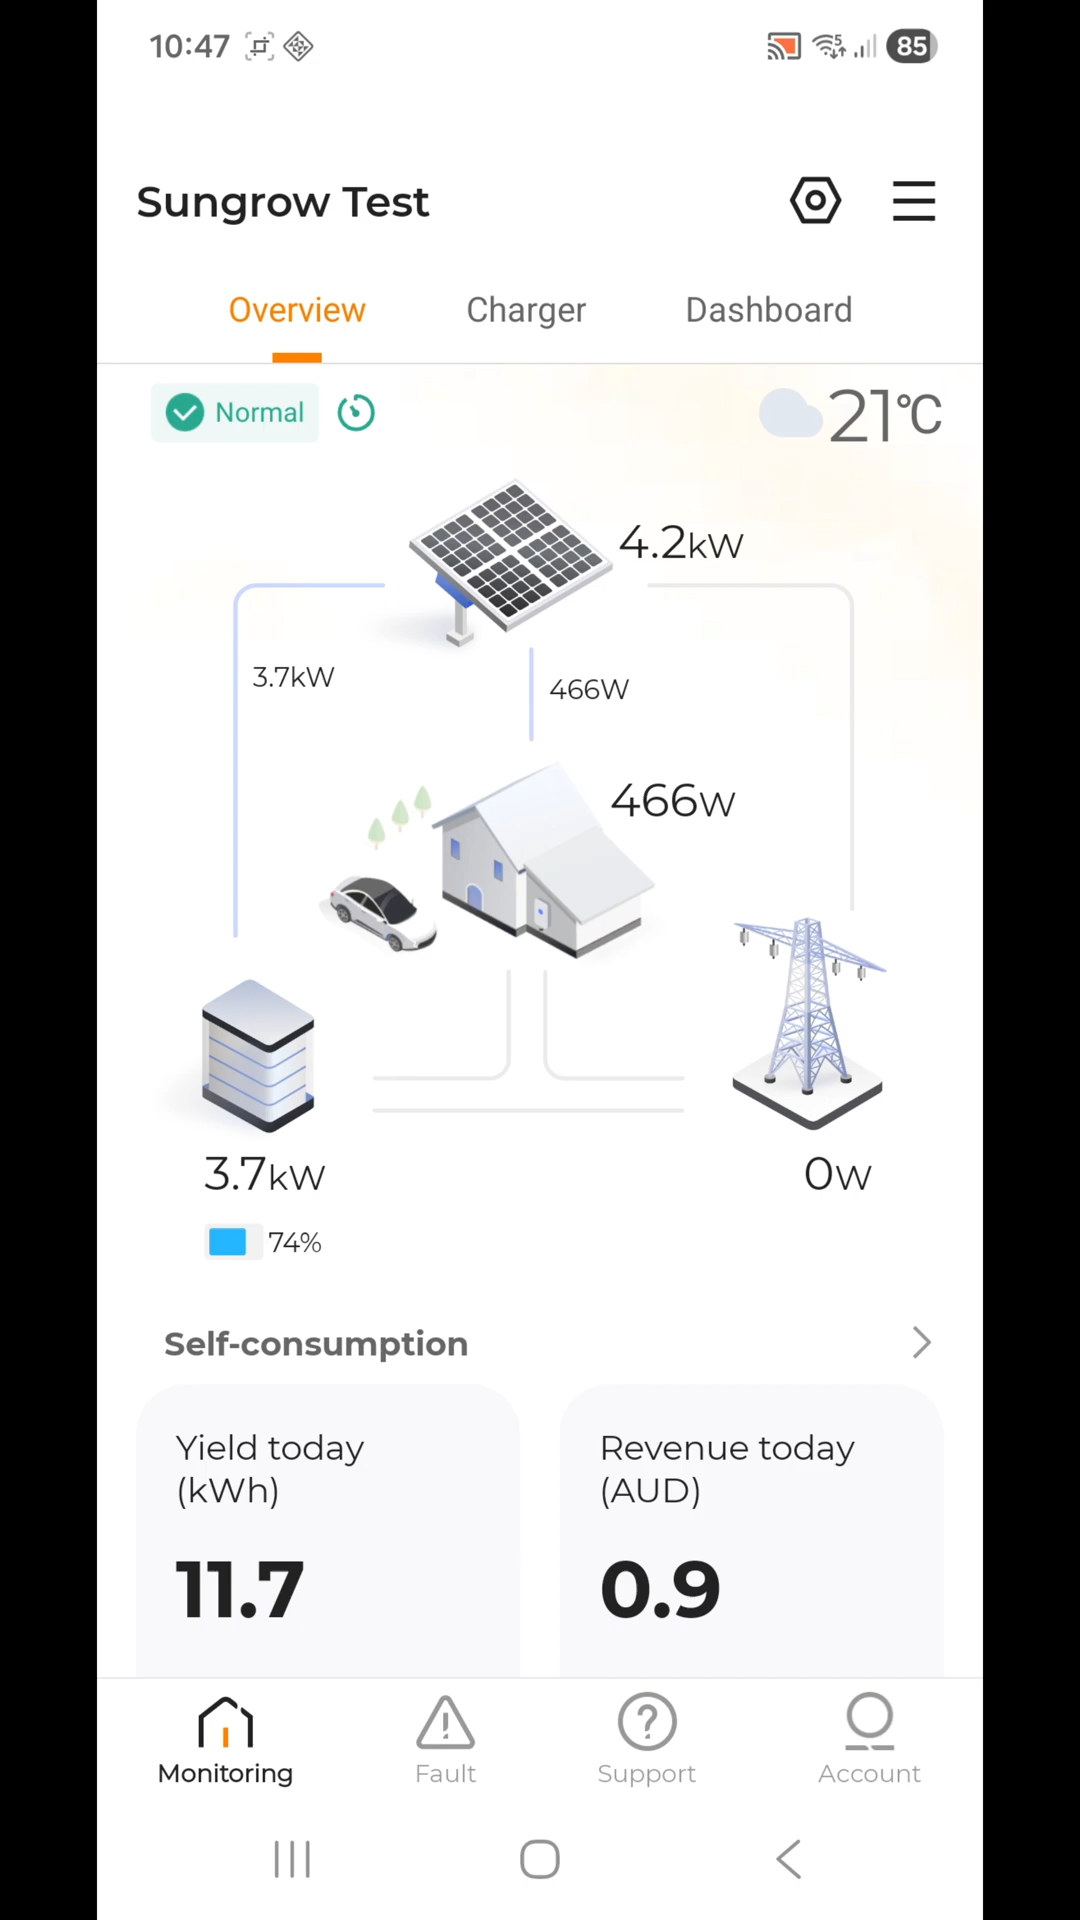 10:47
5
85
Sungrow Test
Overview
Charger
Dashboard
Normal
21°C
4.2kW
3.7kW
466W
466W
3.7kW
0W
74%
Self-consumption
Yield today
(kWh)
11.7
Revenue today
(AUD)
0.9
Monitoring
Fault
Support
Account